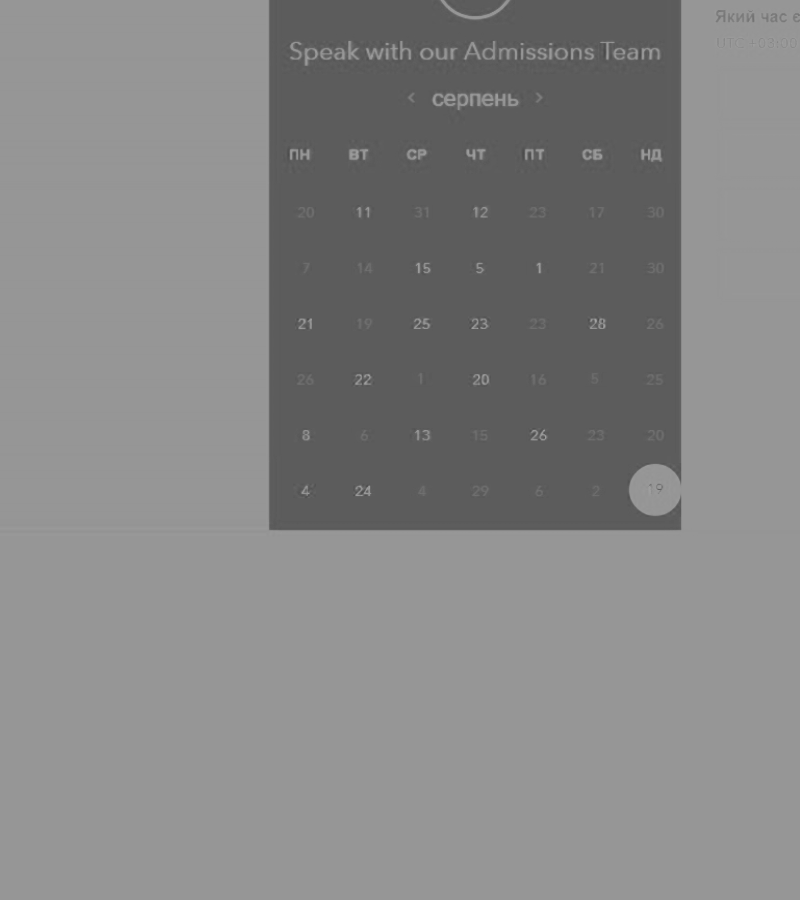 Який час є
UTC +03:00
Speak with our Admissions Team
< серпень >
ПН ВТ СР ЧТ ПТ СБ НД
20 11 31 12 23 17 30
7 14 15 5 1 21 30
21 19 25 23 23 28 26
26 22 1 20 16 5 25
8 6 13 15 26 23 20
4 24 4 29 6 2 19